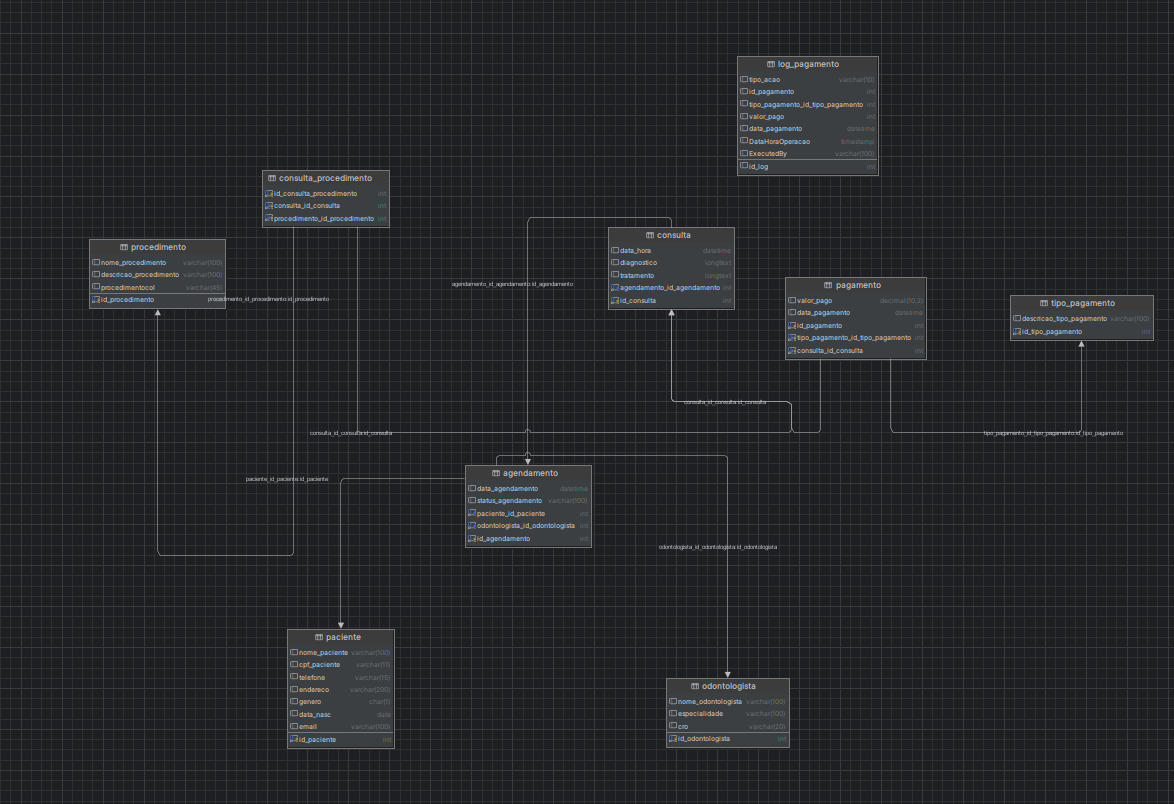 log_pagamento
tipo_acao varchar(10)
id_pagamento int
tipo_pagamento_id_tipo_pagamento int
valor_pago int
data_pagamento datetime
DataHoraOperacao timestamp
ExecutedBy varchar(100)
id_log int
consulta_procedimento
id_consulta_procedimento int
consulta_id_consulta int
procedimento_id_procedimento int
procedimento
nome_procedimento varchar(100)
descricao_procedimento varchar(100)
procedimentocol varchar(45)
id_procedimento int
procedimento_id_procedimento:id_procedimento
consulta
data_hora datetime
diagnostico longtext
tratamento longtext
agendamento_id_agendamento int
id_consulta int
agendamento_id_agendamento:id_agendamento
pagamento
valor_pago decimal(10,2)
data_pagamento datetime
id_pagamento int
tipo_pagamento_id_tipo_pagamento int
consulta_id_consulta int
tipo_pagamento
descricao_tipo_pagamento varchar(100)
id_tipo_pagamento int
consulta_id_consulta:id_consulta
consulta_id_consulta:id_consulta
tipo_pagamento_id_tipo_pagamento:id_tipo_pagamento
agendamento
data_agendamento datetime
status_agendamento varchar(100)
paciente_id_paciente int
odontologista_id_odontologista int
id_agendamento int
paciente_id_paciente:id_paciente
odontologista_id_odontologista:id_odontologista
paciente
nome_paciente varchar(100)
cpf_paciente varchar(11)
telefone varchar(15)
endereco varchar(200)
genero char(1)
data_nasc date
email varchar(100)
id_paciente int
odontologista
nome_odontologista varchar(100)
especialidade varchar(100)
cro varchar(20)
id_odontologista int